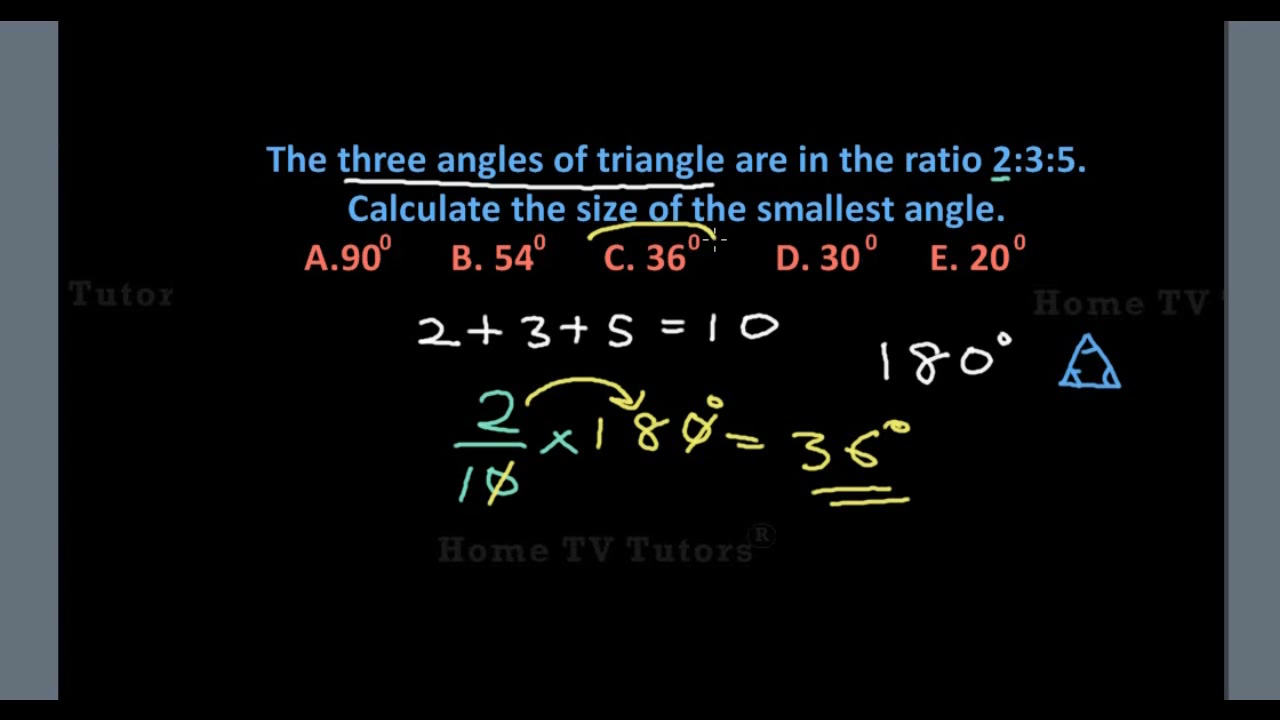 The three angles of triangle are in the ratio 2:3:5.
Calculate the size of the smallest angle.
A.90⁰ B. 54⁰ C. 36⁰ D. 30⁰ E. 20⁰
Tutor
Home TV
2 + 3 + 5 = 10
180°
2/10 × 180° = 36°
Home TV Tutors®